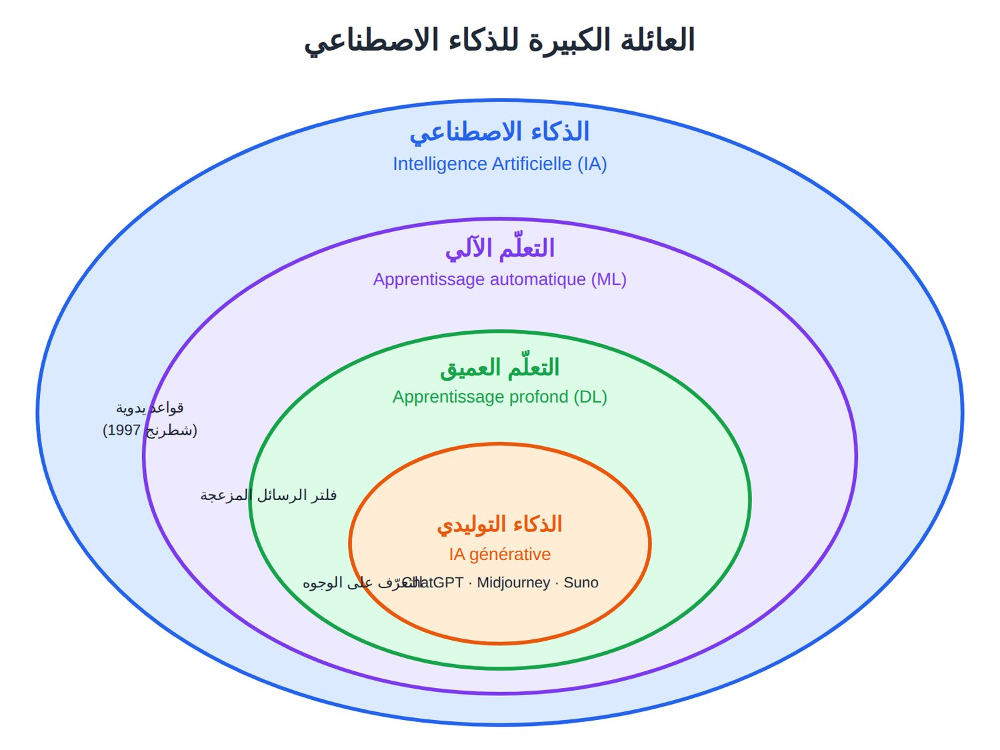 العائلة الكبيرة للذكاء الاصطناعي
الذكاء الاصطناعي
Intelligence Artificielle (IA)
التعلّم الآلي
Apprentissage automatique (ML)
التعلّم العميق
Apprentissage profond (DL)
قواعد يدوية
(شطرنج 1997)
فلتر الرسائل المزعجة
الذكاء التوليدي
IA générative
التعرّف على الوجوه
ChatGPT · Midjourney · Suno